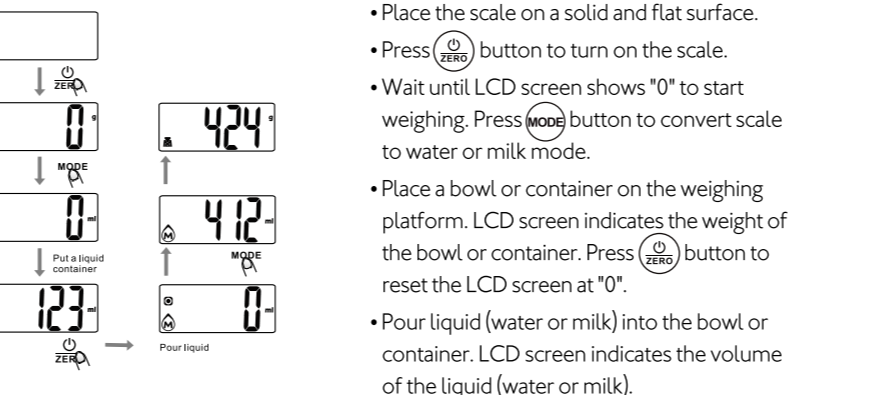 ZERO
0 g
MODE
0 ml
Put a liquid
container
123 ml
ZERO
424 g
M 412 ml
MODE
M 0 ml
Pour liquid
• Place the scale on a solid and flat surface.
• Press ZERO button to turn on the scale.
• Wait until LCD screen shows "0" to start
weighing. Press MODE button to convert scale
to water or milk mode.
• Place a bowl or container on the weighing
platform. LCD screen indicates the weight of
the bowl or container. Press ZERO button to
reset the LCD screen at "0".
• Pour liquid (water or milk) into the bowl or
container. LCD screen indicates the volume
of the liquid (water or milk).